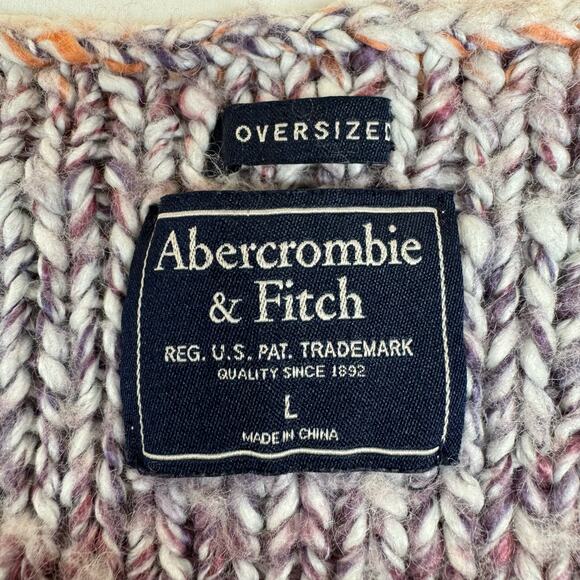 OVERSIZED
Abercrombie
& Fitch
REG. U.S. PAT. TRADEMARK
QUALITY SINCE 1892
L
MADE IN CHINA